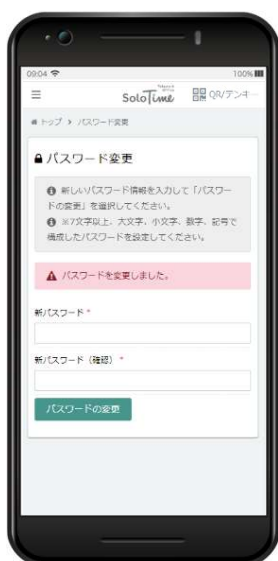 09:04 100%
SoloTime QR/デンキー
トップ > パスワード変更
パスワード変更
新しいパスワード情報を入力して「パスワー
ドの変更」を選択してください。
※7文字以上、大文字、小文字、数字、記号で
構成したパスワードを設定してください。
パスワードを変更しました。
新パスワード *
新パスワード（確認） *
パスワードの変更